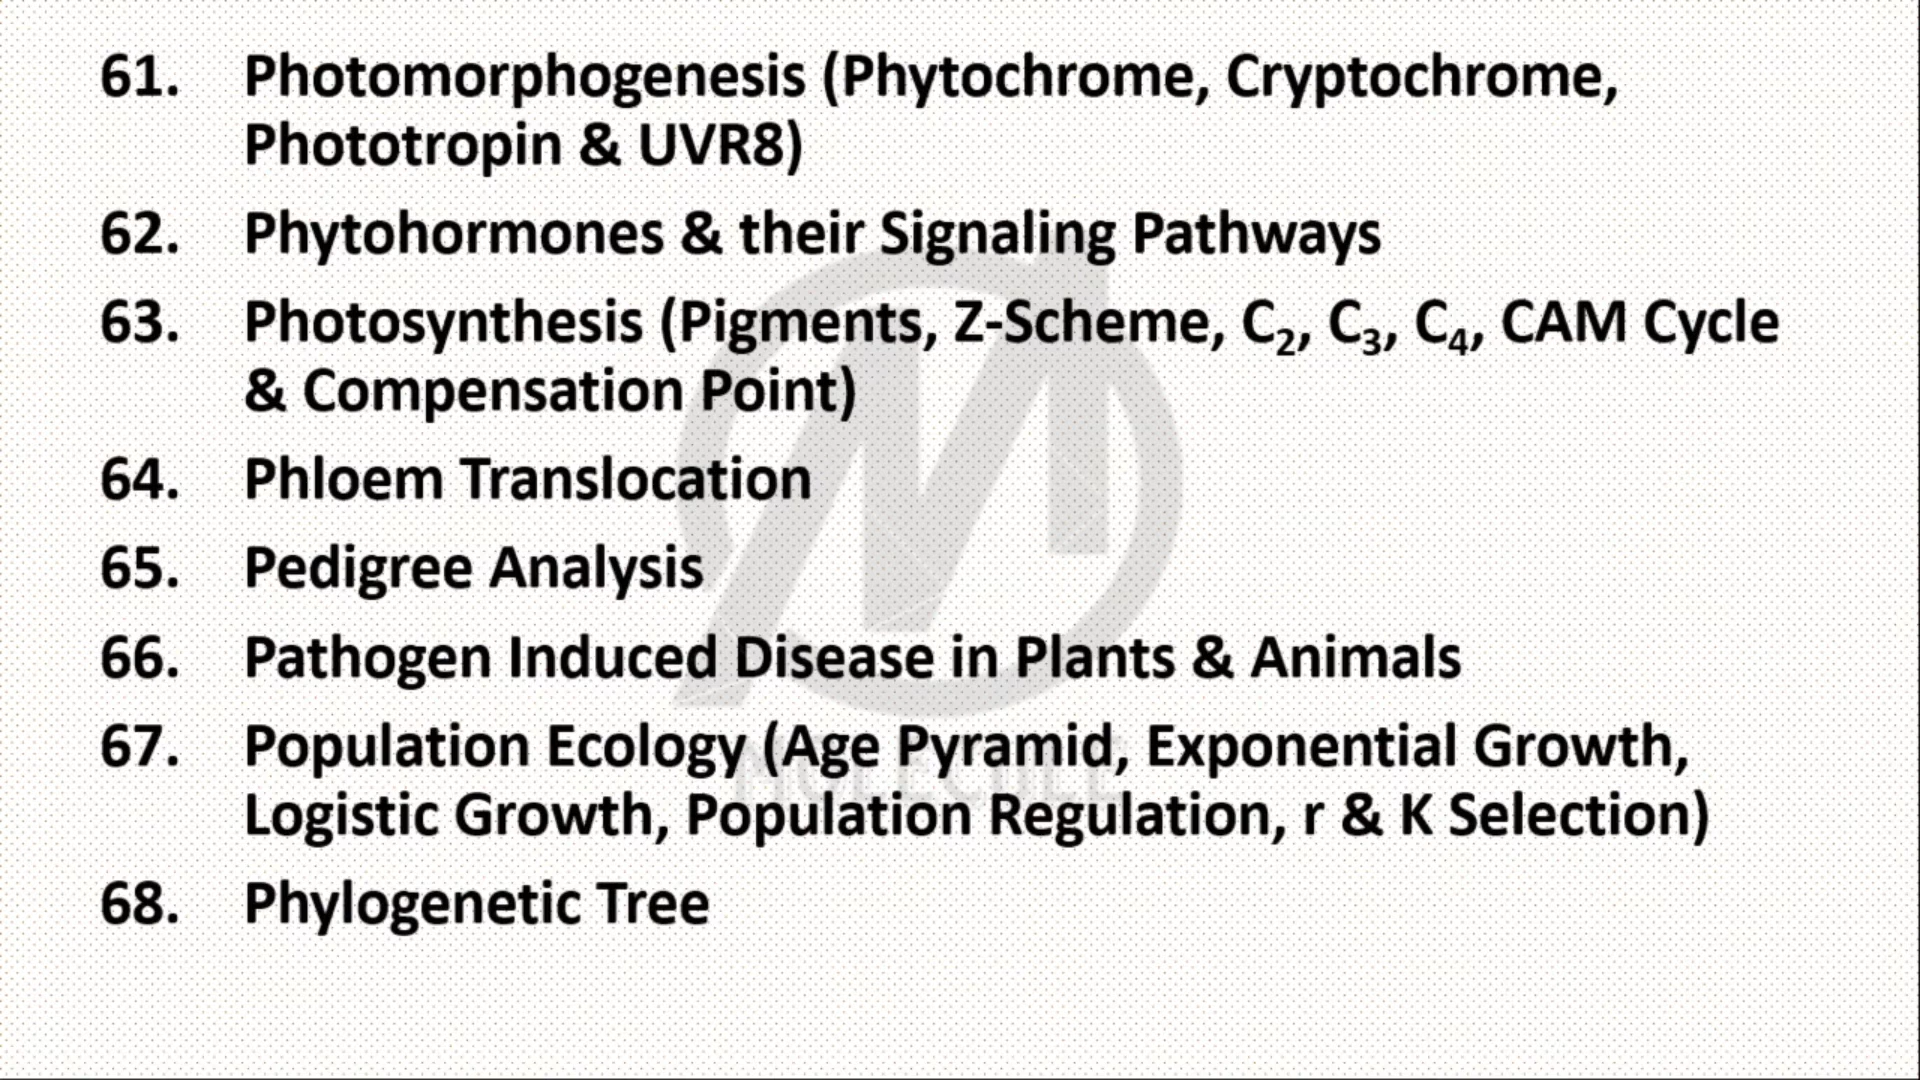 61. Photomorphogenesis (Phytochrome, Cryptochrome,
Phototropin & UVR8)
62. Phytohormones & their Signaling Pathways
63. Photosynthesis (Pigments, Z-Scheme, C₂, C₃, C₄, CAM Cycle
& Compensation Point)
64. Phloem Translocation
65. Pedigree Analysis
66. Pathogen Induced Disease in Plants & Animals
67. Population Ecology (Age Pyramid, Exponential Growth,
MOLECULE
Logistic Growth, Population Regulation, r & K Selection)
68. Phylogenetic Tree